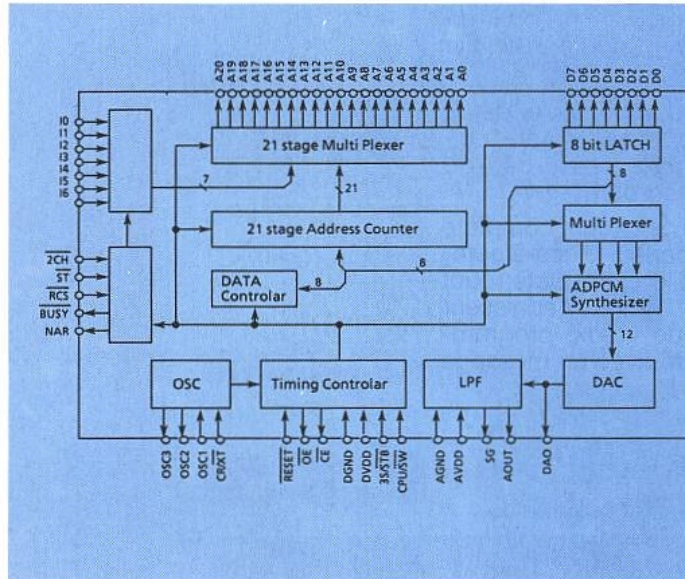 A20
A19
A18
A17
A16
A15
A14
A13
A12
A11
A10
A9
A8
A7
A6
A5
A4
A3
A2
A1
A0
D7
D6
D5
D4
D3
D2
D1
D0
I0
I1
I2
I3
I4
I5
I6
21 stage Multi Plexer
8 bit LATCH
7
21
8
21 stage Address Counter
Multi Plexer
8
8
DATA
Controlar
ADPCM
Synthesizer
2CH
ST
RCS
BUSY
NAR
12
OSC
Timing Controlar
LPF
DAC
OSC3
OSC2
OSC1
CR/XT
RESET
OE
CE
DGND
DVDD
3S/STB
CPU/SW
AGND
AVDD
SG
AOUT
DAO